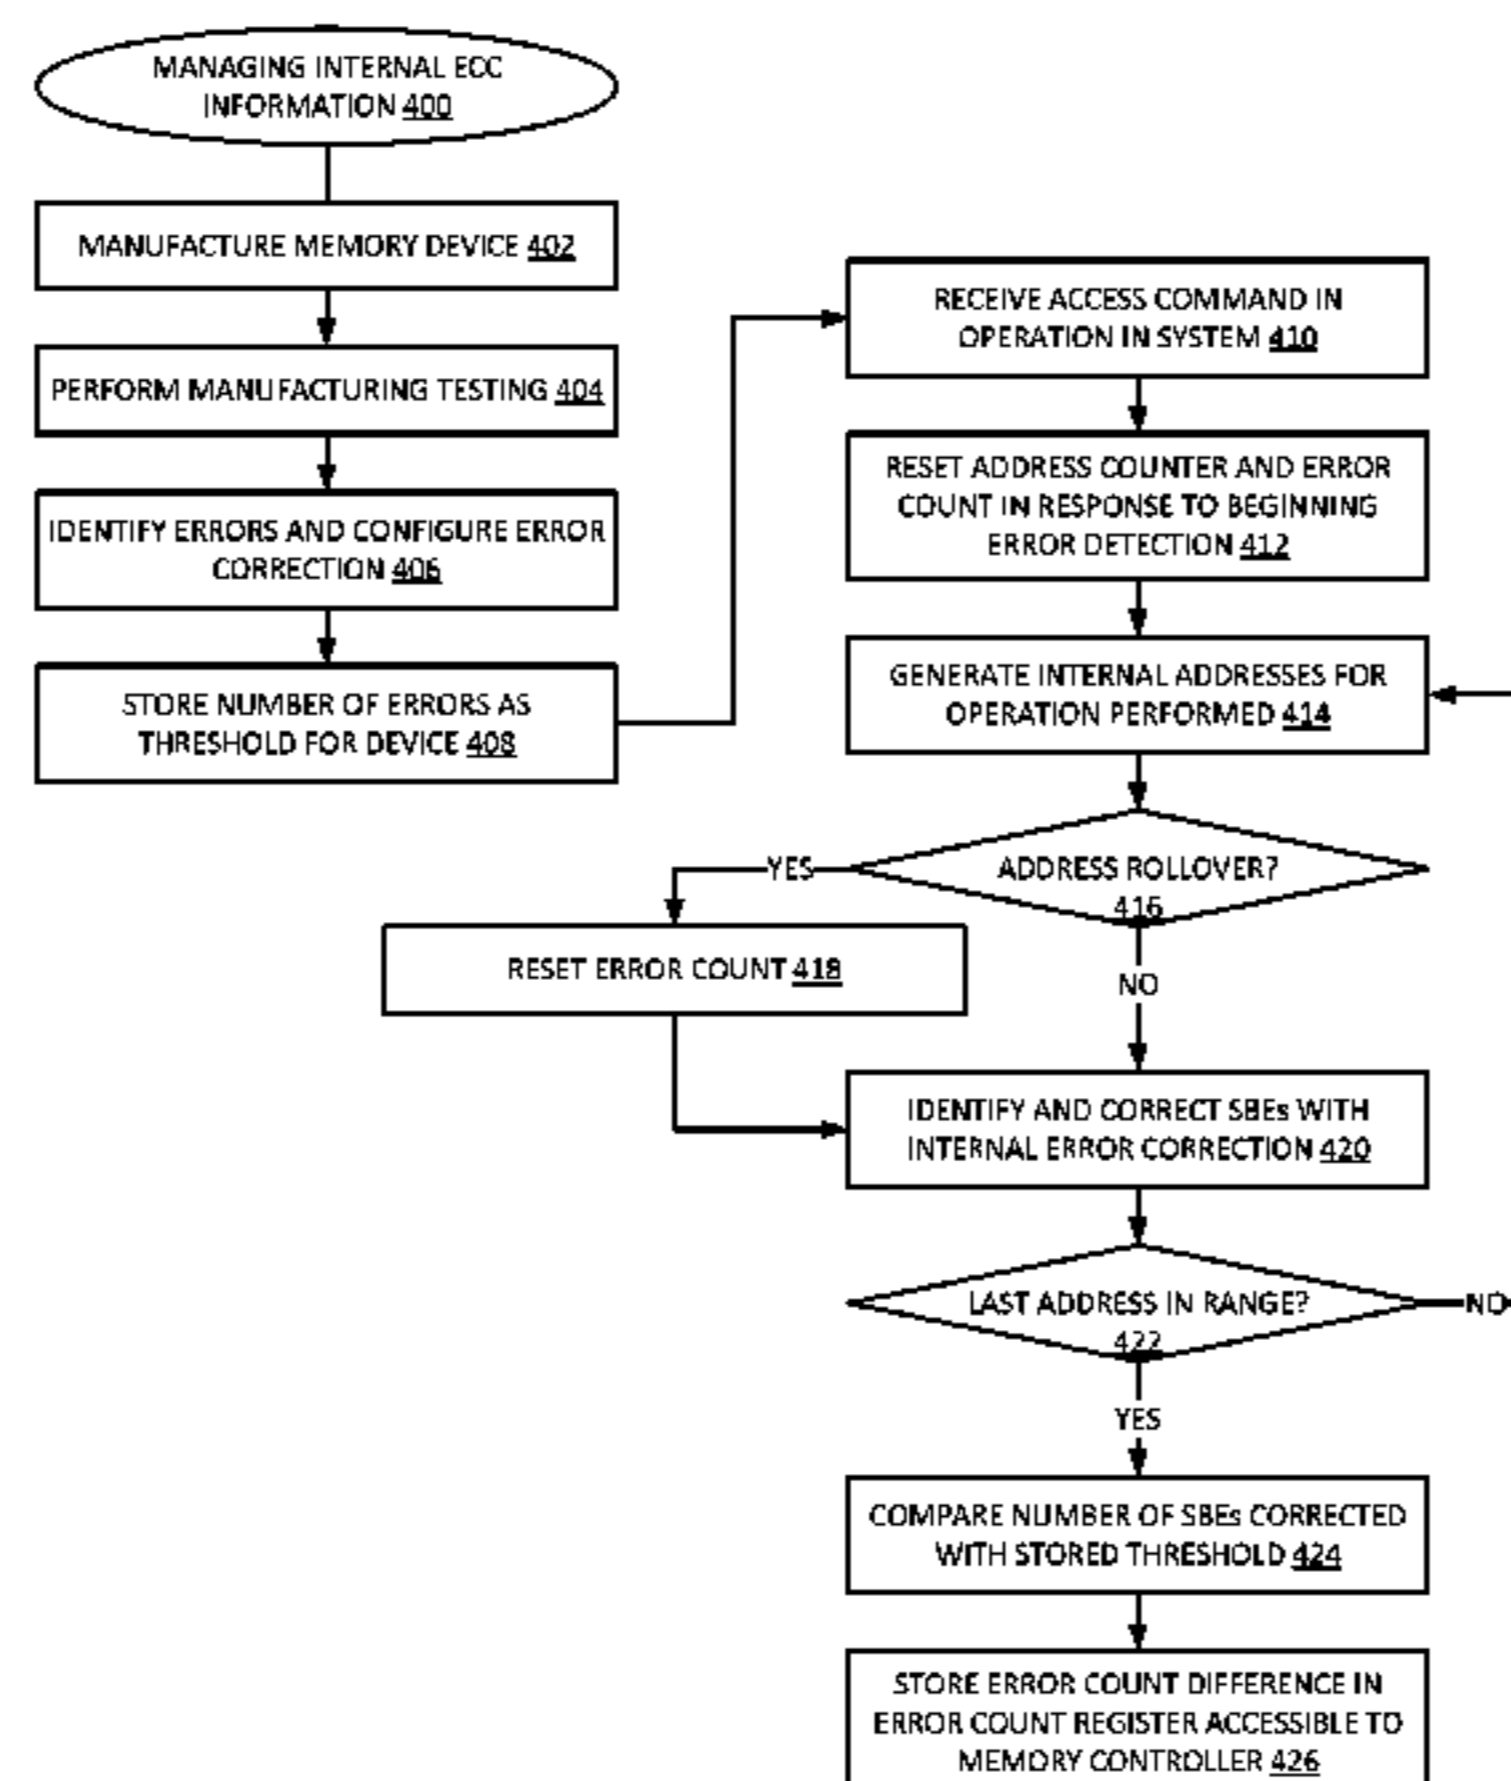 MANAGING INTERNAL ECC
INFORMATION 400
MANUFACTURE MEMORY DEVICE 402
PERFORM MANUFACTURING TESTING 404
IDENTIFY ERRORS AND CONFIGURE ERROR
CORRECTION 406
STORE NUMBER OF ERRORS AS
THRESHOLD FOR DEVICE 408
RECEIVE ACCESS COMMAND IN
OPERATION IN SYSTEM 410
RESET ADDRESS COUNTER AND ERROR
COUNT IN RESPONSE TO BEGINNING
ERROR DETECTION 412
GENERATE INTERNAL ADDRESSES FOR
OPERATION PERFORMED 414
ADDRESS ROLLOVER?
416
YES
RESET ERROR COUNT 418
NO
IDENTIFY AND CORRECT SBEs WITH
INTERNAL ERROR CORRECTION 420
LAST ADDRESS IN RANGE?
422
NO
YES
COMPARE NUMBER OF SBEs CORRECTED
WITH STORED THRESHOLD 424
STORE ERROR COUNT DIFFERENCE IN
ERROR COUNT REGISTER ACCESSIBLE TO
MEMORY CONTROLLER 426